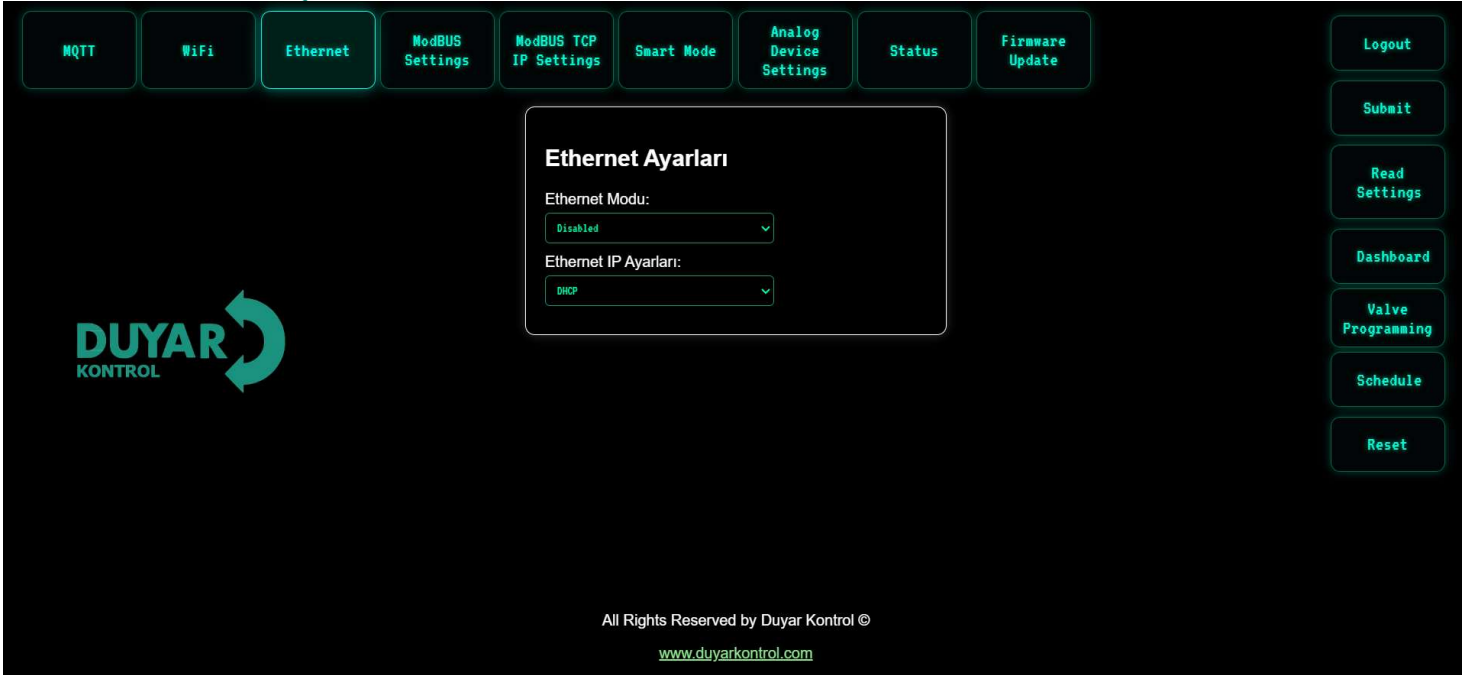 MQTT
WiFi
Ethernet
ModBUS
Settings
ModBUS TCP
IP Settings
Smart Mode
Analog
Device
Settings
Status
Firmware
Update
Logout
Submit
Read
Settings
Dashboard
Valve
Programming
Schedule
Reset
Ethernet Ayarları
Ethernet Modu:
Disabled
Ethernet IP Ayarları:
DHCP
DUYAR
KONTROL
All Rights Reserved by Duyar Kontrol ©
www.duyarkontrol.com